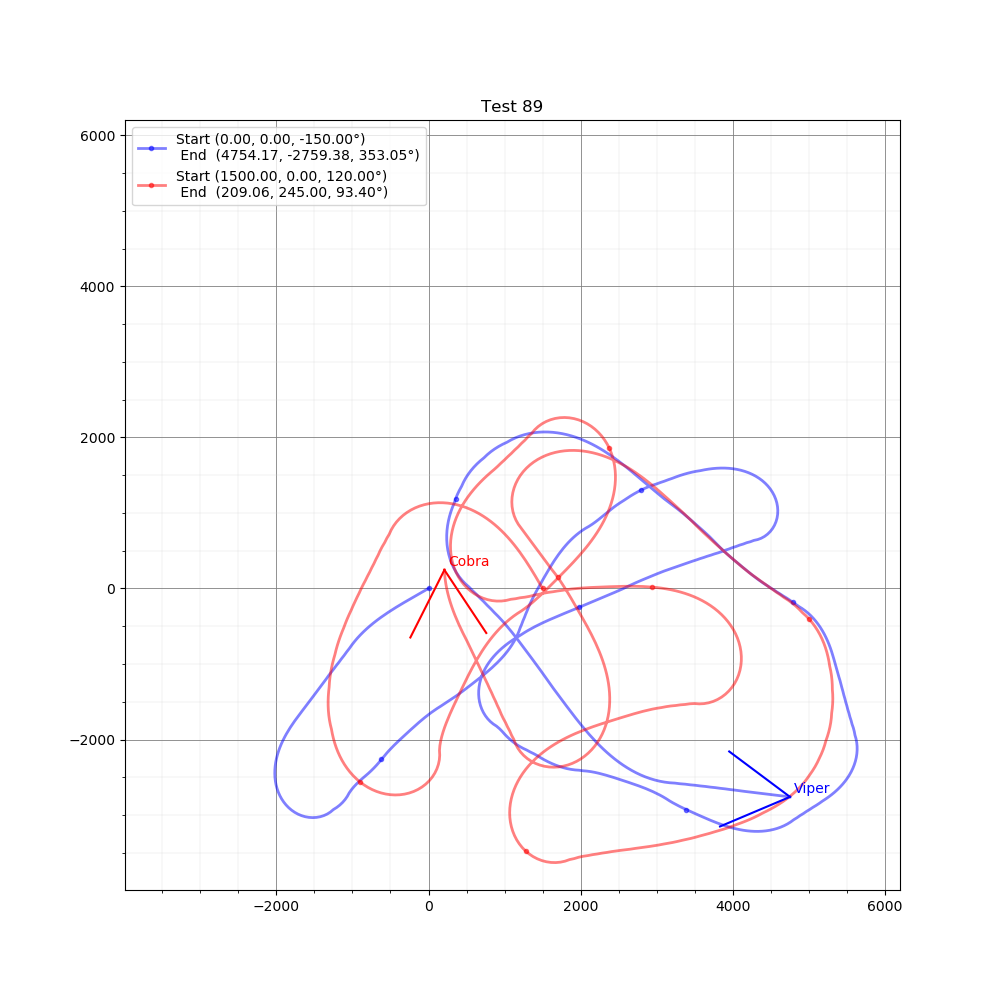 Test 89
Start (0.00, 0.00, -150.00°)
End  (4754.17, -2759.38, 353.05°)
Start (1500.00, 0.00, 120.00°)
End  (209.06, 245.00, 93.40°)
6000
4000
2000
0
−2000
Cobra
Viper
−2000
0
2000
4000
6000